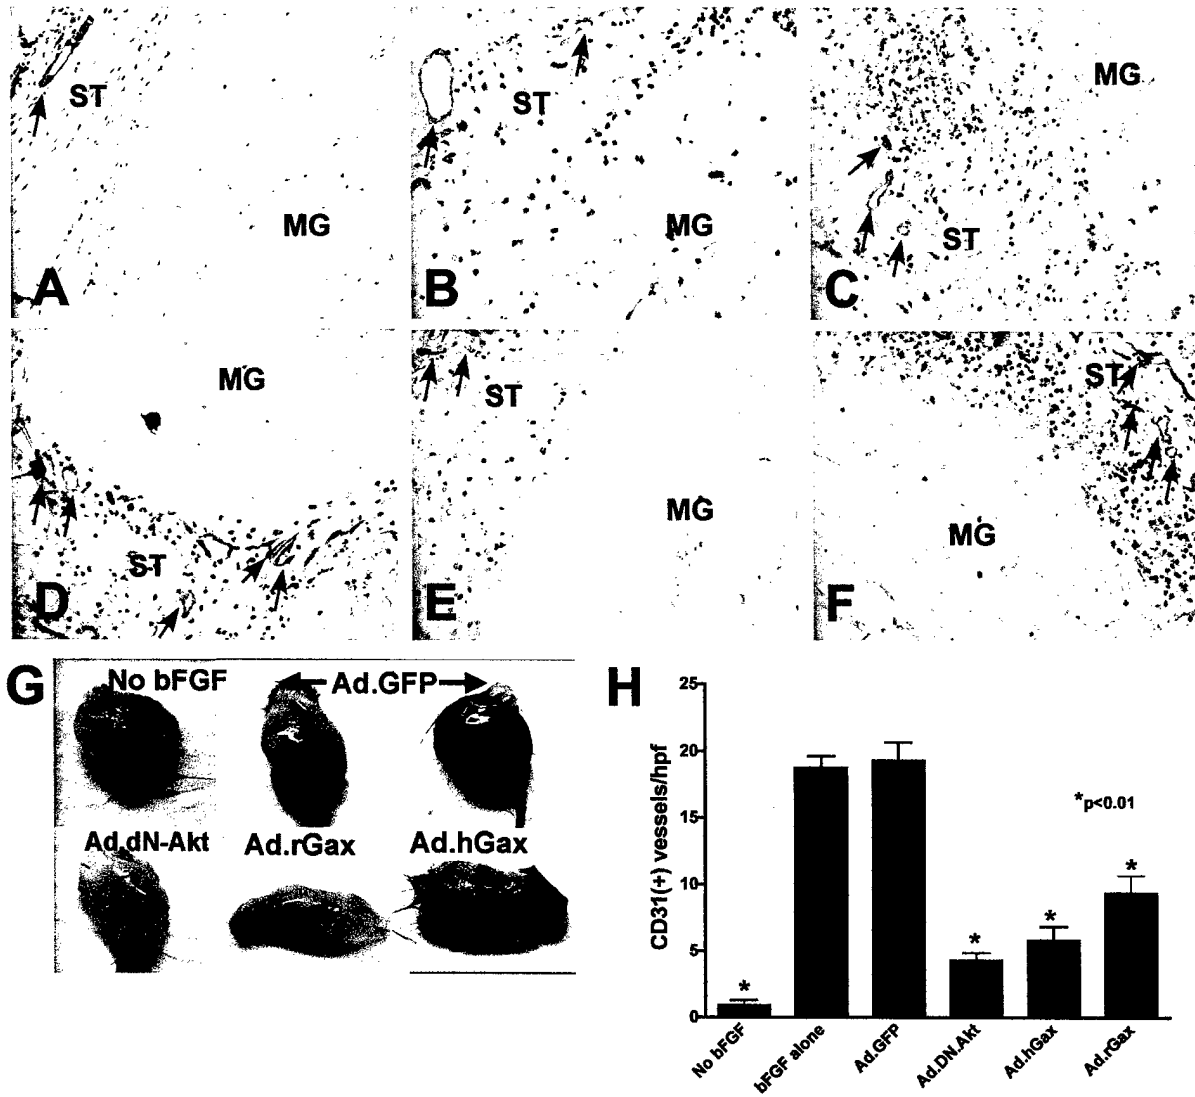 ST
MG
A
ST
MG
B
MG
ST
C
MG
ST
D
ST
MG
E
ST
MG
F
G
No bFGF
Ad.GFP
Ad.dN-Akt
Ad.rGax
Ad.hGax
H
CD31(+) vessels/hpf
25
20
15
10
5
0
*p<0.01
*
*
*
*
No bFGF
bFGF alone
Ad.GFP
Ad.DN.Akt
Ad.hGax
Ad.rGax